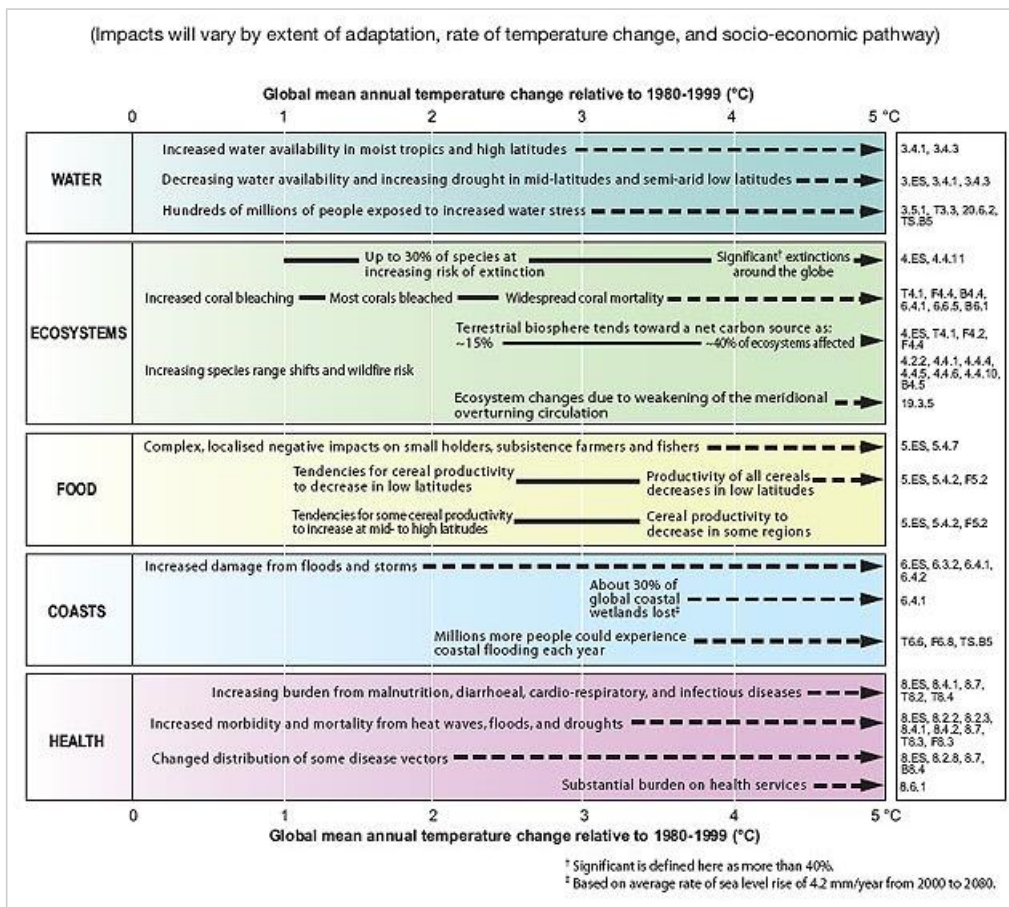 (Impacts will vary by extent of adaptation, rate of temperature change, and socio-economic pathway)
Global mean annual temperature change relative to 1980-1999 (°C)
0 1 2 3 4 5 °C
WATER
Increased water availability in moist tropics and high latitudes
3.4.1, 3.4.3
Decreasing water availability and increasing drought in mid-latitudes and semi-arid low latitudes
3.ES, 3.4.1, 3.4.3
Hundreds of millions of people exposed to increased water stress
3.5.1, T3.3, 20.6.2,
TS.B5
ECOSYSTEMS
Up to 30% of species at
increasing risk of extinction
Significant† extinctions
around the globe
4.ES, 4.4.11
Increased coral bleaching Most corals bleached Widespread coral mortality
T4.1, F4.4, B4.4,
6.4.1, 6.6.5, B6.1
Terrestrial biosphere tends toward a net carbon source as:
~15% ~40% of ecosystems affected
4.ES, T4.1, F4.2,
F4.4
Increasing species range shifts and wildfire risk
4.2.2, 4.4.1, 4.4.4,
4.4.5, 4.4.6, 4.4.10,
B4.5
Ecosystem changes due to weakening of the meridional
overturning circulation
19.3.5
FOOD
Complex, localised negative impacts on small holders, subsistence farmers and fishers
5.ES, 5.4.7
Tendencies for cereal productivity
to decrease in low latitudes
Productivity of all cereals
decreases in low latitudes
5.ES, 5.4.2, F5.2
Tendencies for some cereal productivity
to increase at mid- to high latitudes
Cereal productivity to
decrease in some regions
5.ES, 5.4.2, F5.2
COASTS
Increased damage from floods and storms
6.ES, 6.3.2, 6.4.1,
6.4.2
About 30% of
global coastal
wetlands lost‡
6.4.1
Millions more people could experience
coastal flooding each year
T6.6, F6.8, TS.B5
HEALTH
Increasing burden from malnutrition, diarrhoeal, cardio-respiratory, and infectious diseases
8.ES, 8.4.1, 8.7,
T8.2, T8.4
Increased morbidity and mortality from heat waves, floods, and droughts
8.ES, 8.2.2, 8.2.3,
8.4.1, 8.4.2, 8.7,
T8.3, F8.3
Changed distribution of some disease vectors
8.ES, 8.2.8, 8.7,
B8.4
Substantial burden on health services
8.6.1
0 1 2 3 4 5 °C
Global mean annual temperature change relative to 1980-1999 (°C)
† Significant is defined here as more than 40%.
‡ Based on average rate of sea level rise of 4.2 mm/year from 2000 to 2080.